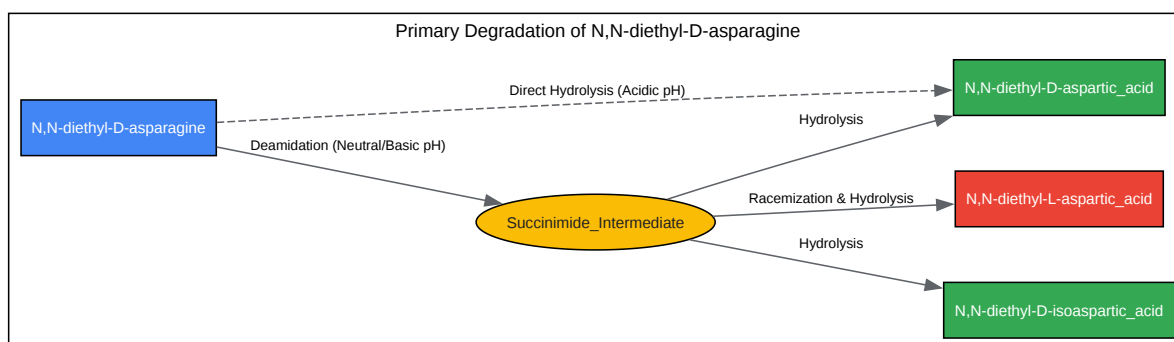 Primary Degradation of N,N-diethyl-D-asparagine
N,N-diethyl-D-asparagine
Direct Hydrolysis (Acidic pH)
Deamidation (Neutral/Basic pH)
Succinimide_Intermediate
Hydrolysis
Racemization & Hydrolysis
Hydrolysis
N,N-diethyl-D-aspartic_acid
N,N-diethyl-L-aspartic_acid
N,N-diethyl-D-isoaspartic_acid